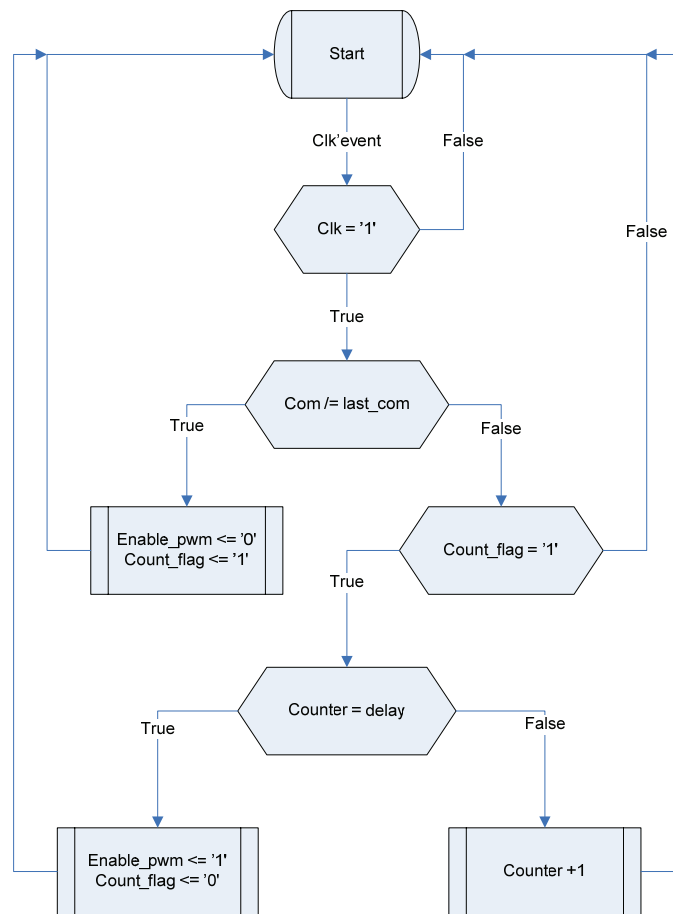 Start
Clk'event
False
Clk = '1'
False
True
Com /= last_com
True
False
Enable_pwm <= '0'
Count_flag <= '1'
Count_flag = '1'
True
Counter = delay
True
False
Enable_pwm <= '1'
Count_flag <= '0'
Counter +1